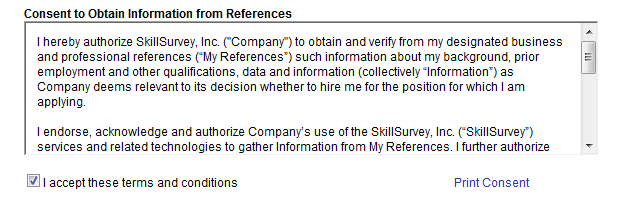 Consent to Obtain Information from References
I hereby authorize SkillSurvey, Inc. ("Company") to obtain and verify from my designated business
and professional references (“My References”) such information about my background, prior
employment and other qualifications, data and information (collectively “Information”) as
Company deems relevant to its decision whether to hire me for the position for which I am
applying.
I endorse, acknowledge and authorize Company’s use of the SkillSurvey, Inc. (“SkillSurvey”)
services and related technologies to gather Information from My References. I further authorize
I accept these terms and conditions
Print Consent